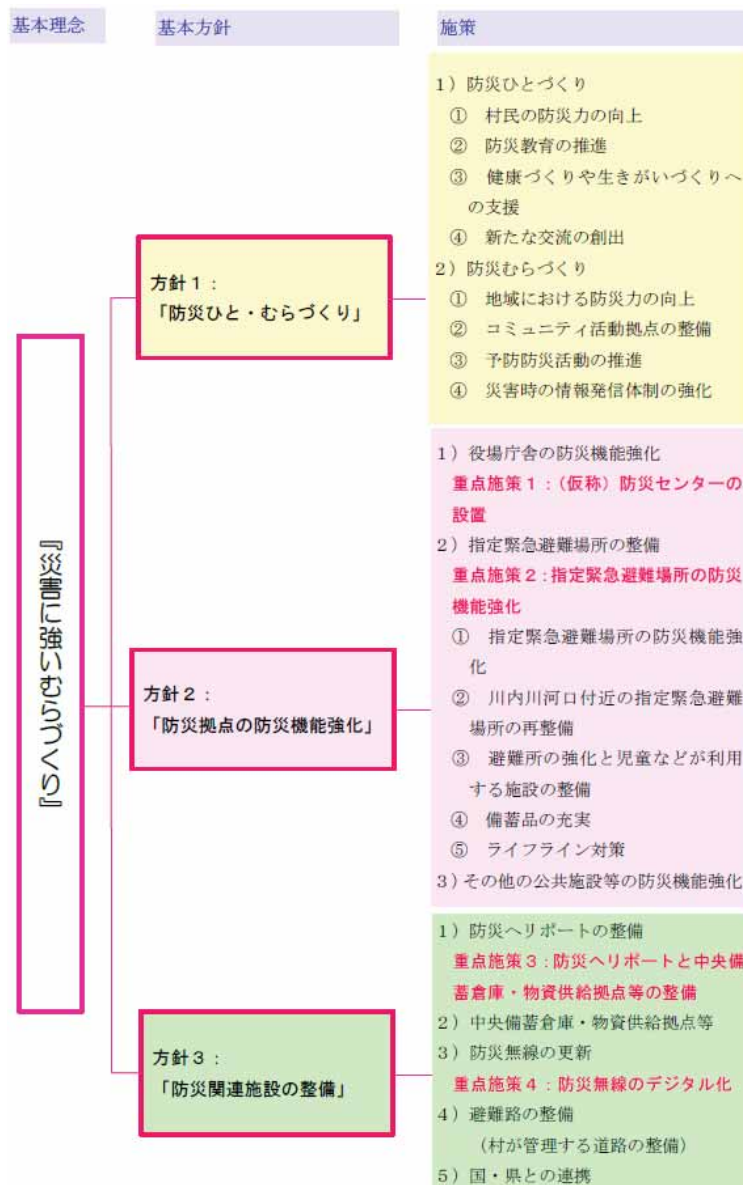 基本理念
基本方針
施策
『災害に強いむらづくり』
方針１：
「防災ひと・むらづくり」
1）防災ひとづくり
① 村民の防災力の向上
② 防災教育の推進
③ 健康づくりや生きがいづくりへ
の支援
④ 新たな交流の創出
2）防災むらづくり
① 地域における防災力の向上
② コミュニティ活動拠点の整備
③ 予防防災活動の推進
④ 災害時の情報発信体制の強化
方針２：
「防災拠点の防災機能強化」
1）役場庁舎の防災機能強化
重点施策１：（仮称）防災センターの
設置
2）指定緊急避難場所の整備
重点施策２：指定緊急避難場所の防災
機能強化
① 指定緊急避難場所の防災機能強
化
② 川内川河口付近の指定緊急避難
場所の再整備
③ 避難所の強化と児童などが利用
する施設の整備
④ 備蓄品の充実
⑤ ライフライン対策
3）その他の公共施設等の防災機能強化
方針３：
「防災関連施設の整備」
1）防災ヘリポートの整備
重点施策３：防災ヘリポートと中央備
蓄倉庫・物資供給拠点等の整備
2）中央備蓄倉庫・物資供給拠点等
3）防災無線の更新
重点施策４：防災無線のデジタル化
4）避難路の整備
（村が管理する道路の整備）
5）国・県との連携